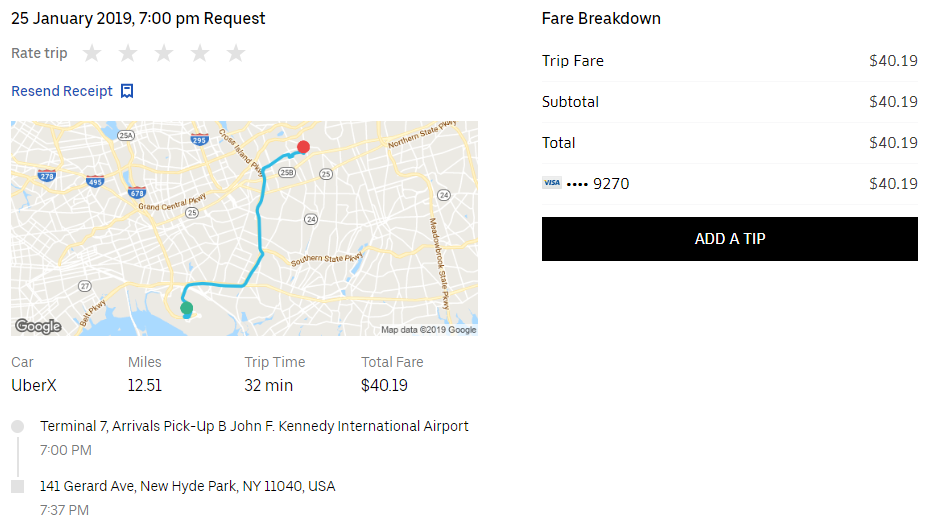 25 January 2019, 7:00 pm Request
Rate trip
Resend Receipt
25A
295
Cross Island Pkwy
Northern State Pkwy
278
495
678
25B
25
Grand Central Pkwy
25
24
24
Southern State Pkwy
Meadowbrook State Pkwy
27
Belt Pkwy
Google
Map data ©2019 Google
Car
Miles
Trip Time
Total Fare
UberX
12.51
32 min
$40.19
Terminal 7, Arrivals Pick-Up B John F. Kennedy International Airport
7:00 PM
141 Gerard Ave, New Hyde Park, NY 11040, USA
7:37 PM
Fare Breakdown
Trip Fare $40.19
Subtotal $40.19
Total $40.19
VISA •••• 9270 $40.19
ADD A TIP